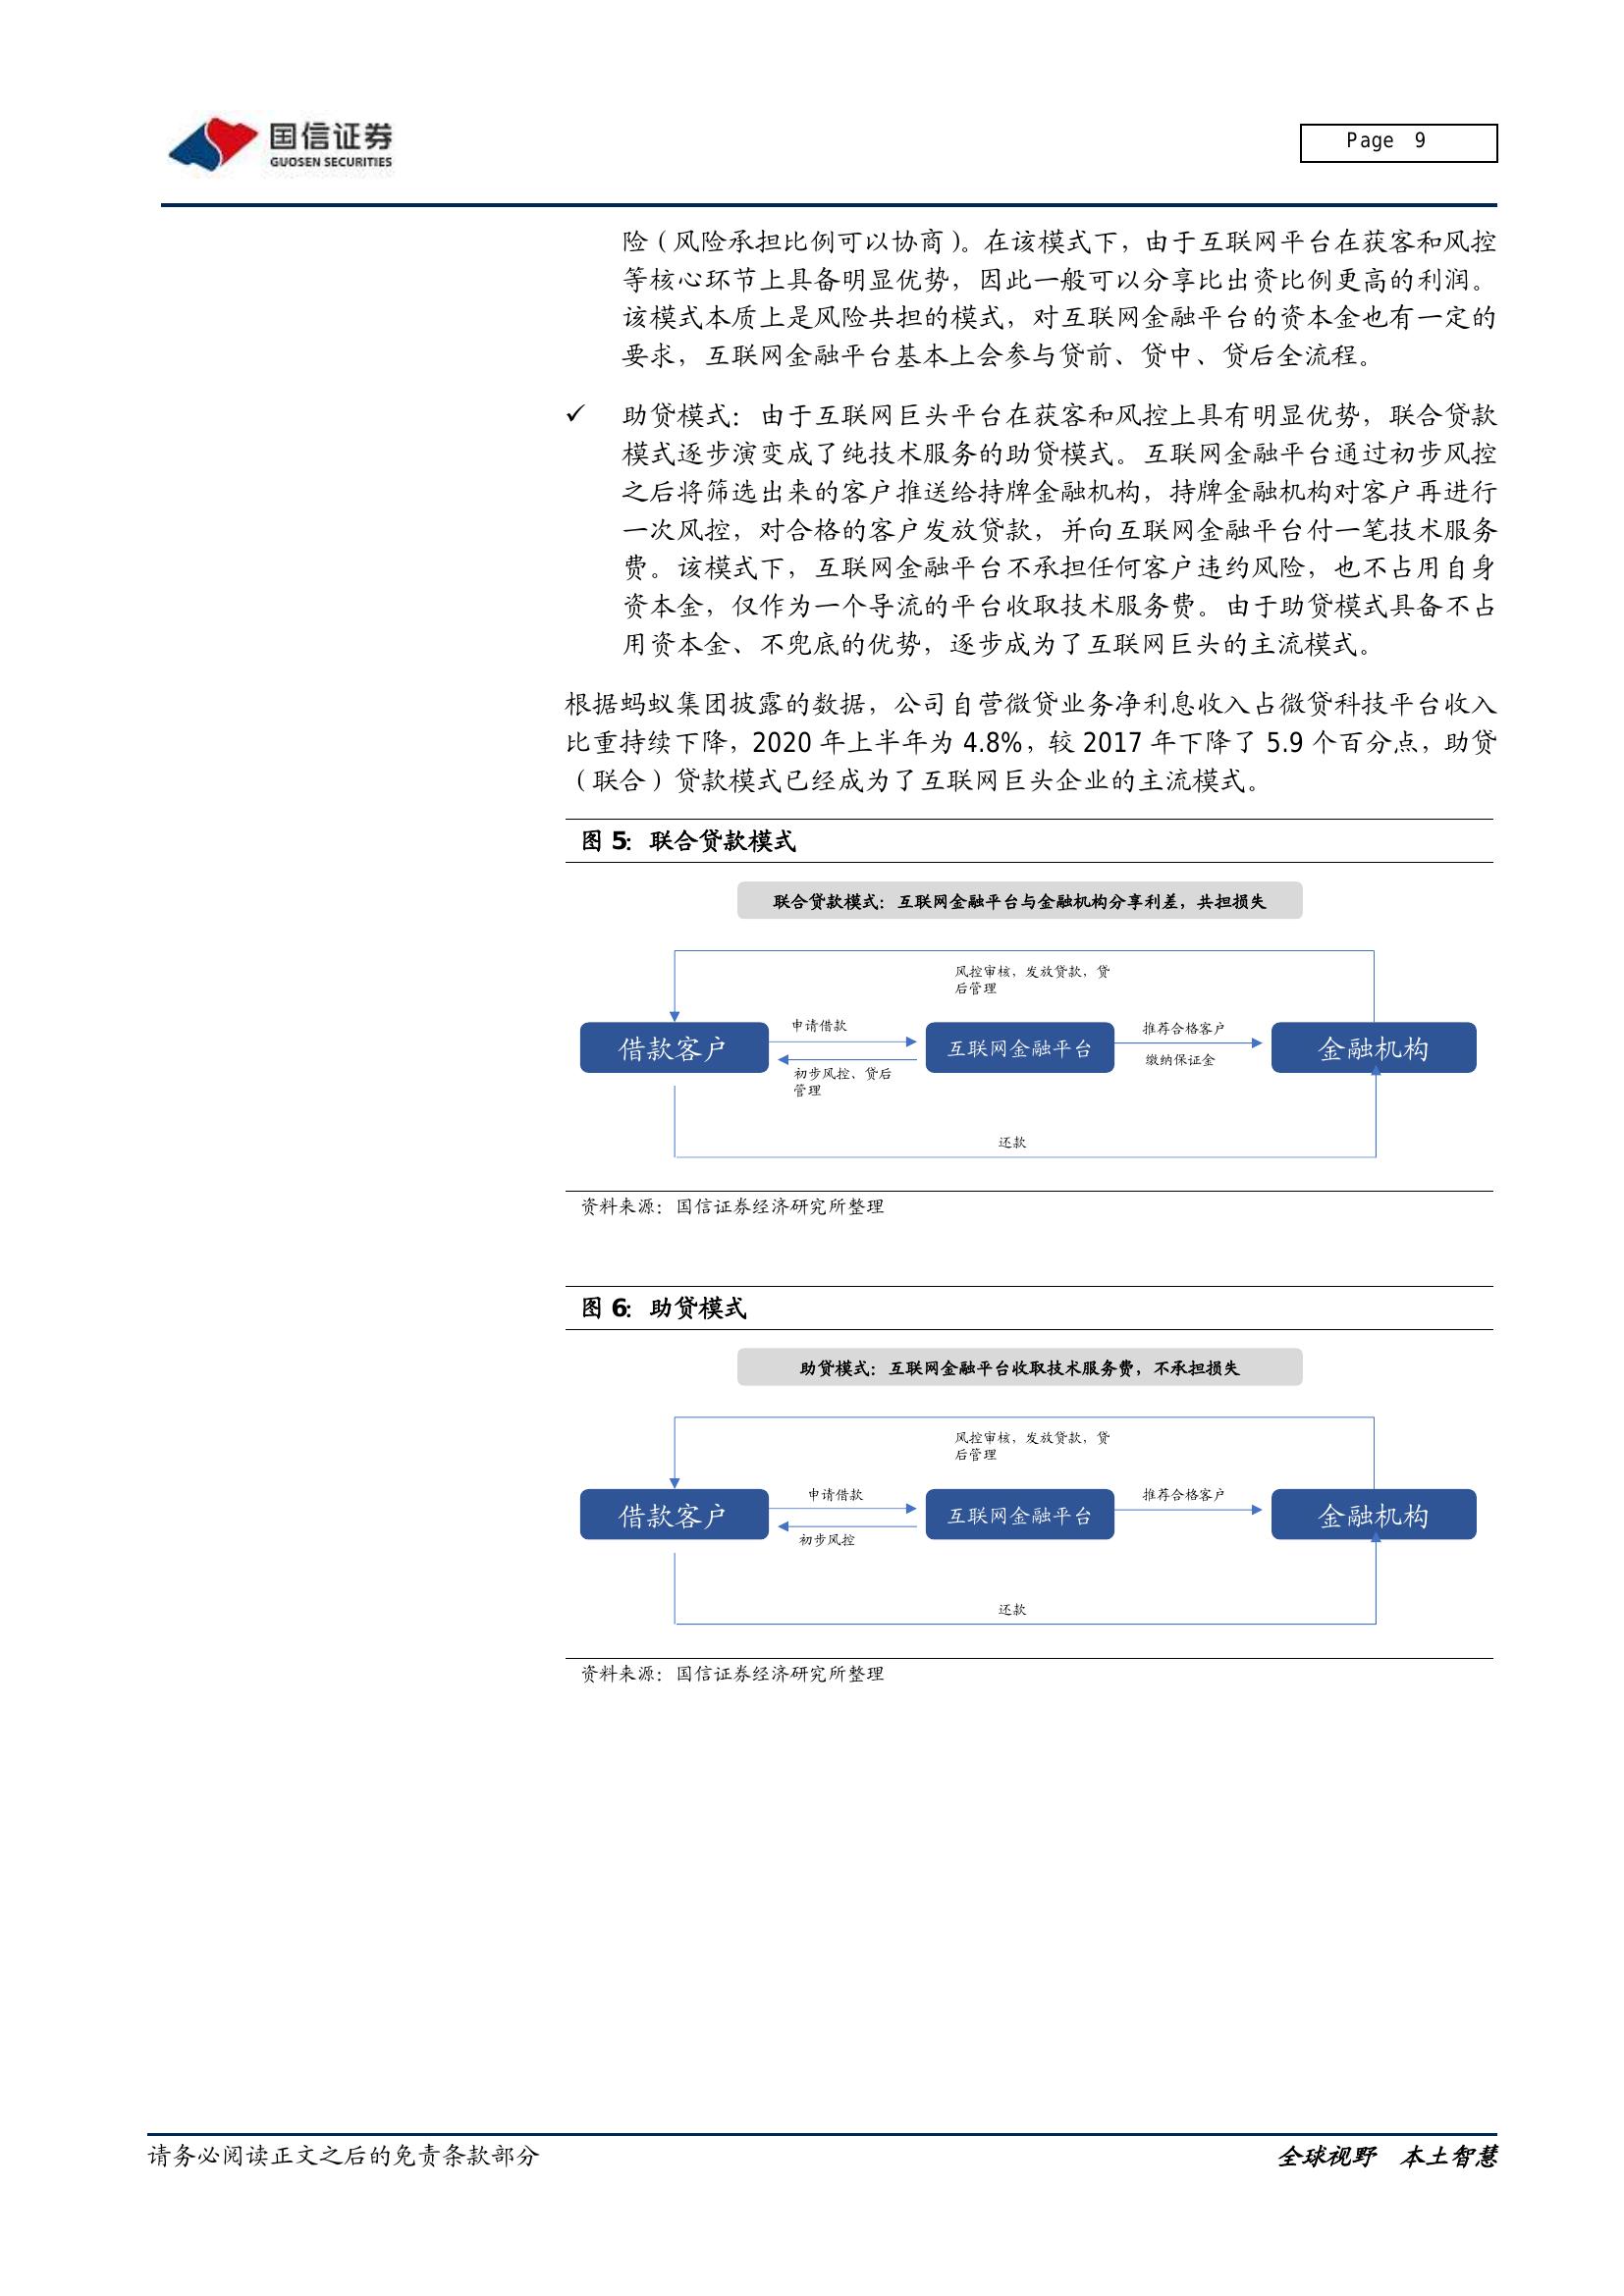 国信证券
GUOSEN SECURITIES
Page 9
险（风险承担比例可以协商）。在该模式下，由于互联网平台在获客和风控
等核心环节上具备明显优势，因此一般可以分享比出资比例更高的利润。
该模式本质上是风险共担的模式，对互联网金融平台的资本金也有一定的
要求，互联网金融平台基本上会参与贷前、贷中、贷后全流程。
✓ 助贷模式：由于互联网巨头平台在获客和风控上具有明显优势，联合贷款
模式逐步演变成了纯技术服务的助贷模式。互联网金融平台通过初步风控
之后将筛选出来的客户推送给持牌金融机构，持牌金融机构对客户再进行
一次风控，对合格的客户发放贷款，并向互联网金融平台付一笔技术服务
费。该模式下，互联网金融平台不承担任何客户违约风险，也不占用自身
资本金，仅作为一个导流的平台收取技术服务费。由于助贷模式具备不占
用资本金、不兜底的优势，逐步成为了互联网巨头的主流模式。
根据蚂蚁集团披露的数据，公司自营微贷业务净利息收入占微贷科技平台收入
比重持续下降，2020 年上半年为 4.8%，较 2017 年下降了 5.9 个百分点，助贷
（联合）贷款模式已经成为了互联网巨头企业的主流模式。
图 5：联合贷款模式
联合贷款模式：互联网金融平台与金融机构分享利差，共担损失
风控审核，发放贷款，贷
后管理
借款客户
申请借款
初步风控、贷后
管理
互联网金融平台
推荐合格客户
缴纳保证金
金融机构
还款
资料来源：国信证券经济研究所整理
图 6：助贷模式
助贷模式：互联网金融平台收取技术服务费，不承担损失
风控审核，发放贷款，贷
后管理
借款客户
申请借款
初步风控
互联网金融平台
推荐合格客户
金融机构
还款
资料来源：国信证券经济研究所整理
请务必阅读正文之后的免责条款部分
全球视野 本土智慧